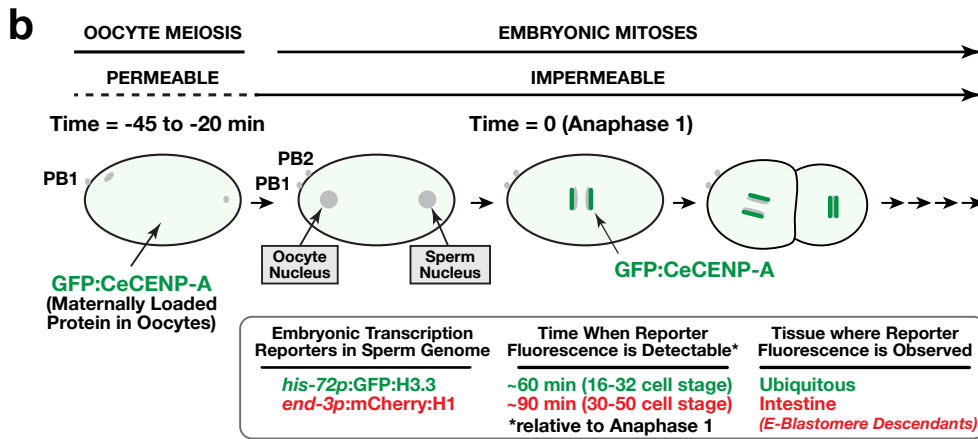 b
OOCYTE MEIOSIS
EMBRYONIC MITOSES
PERMEABLE
IMPERMEABLE
Time = -45 to -20 min
Time = 0 (Anaphase 1)
PB1
PB2
PB1
Oocyte
Nucleus
Sperm
Nucleus
GFP:CeCENP-A
GFP:CeCENP-A
(Maternally Loaded
Protein in Oocytes)
Embryonic Transcription
Reporters in Sperm Genome
Time When Reporter
Fluorescence is Detectable*
Tissue where Reporter
Fluorescence is Observed
his-72p:GFP:H3.3
~60 min (16-32 cell stage)
Ubiquitous
end-3p:mCherry:H1
~90 min (30-50 cell stage)
Intestine
*relative to Anaphase 1
(E-Blastomere Descendants)